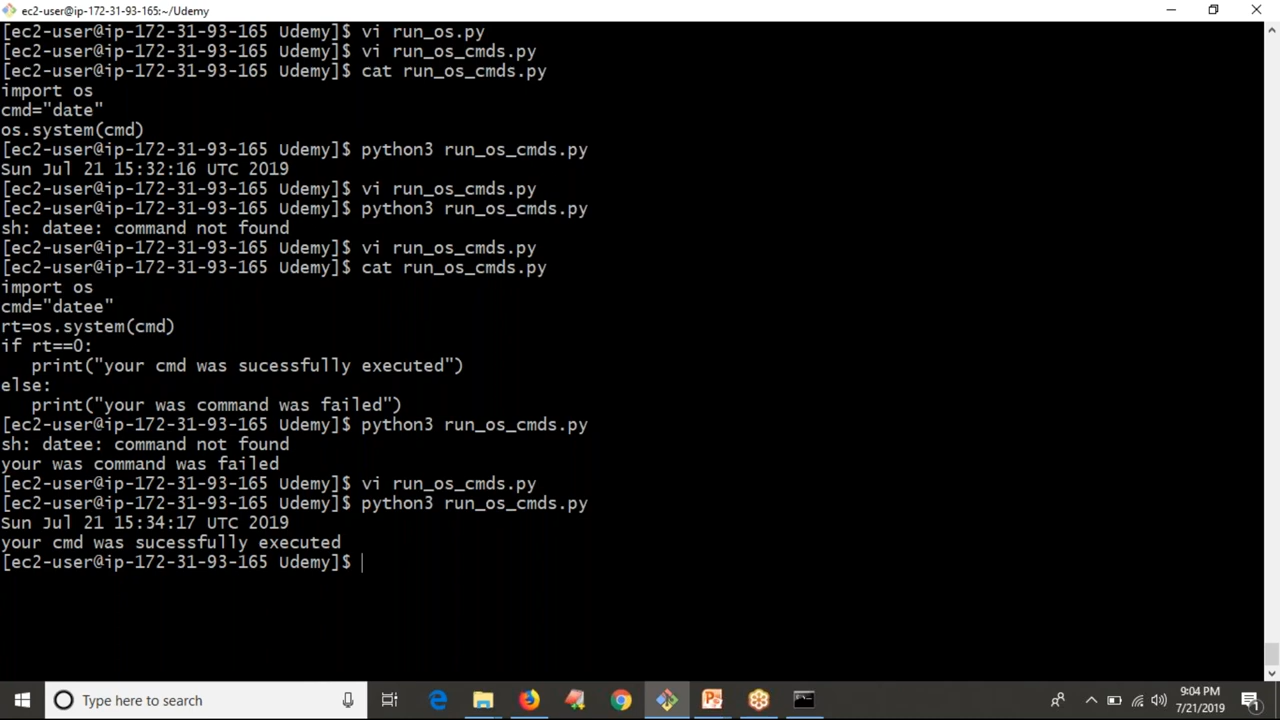 ec2-user@ip-172-31-93-165:~/Udemy
[ec2-user@ip-172-31-93-165 Udemy]$ vi run_os.py
[ec2-user@ip-172-31-93-165 Udemy]$ vi run_os_cmds.py
[ec2-user@ip-172-31-93-165 Udemy]$ cat run_os_cmds.py
import os
cmd="date"
os.system(cmd)
[ec2-user@ip-172-31-93-165 Udemy]$ python3 run_os_cmds.py
Sun Jul 21 15:32:16 UTC 2019
[ec2-user@ip-172-31-93-165 Udemy]$ vi run_os_cmds.py
[ec2-user@ip-172-31-93-165 Udemy]$ python3 run_os_cmds.py
sh: datee: command not found
[ec2-user@ip-172-31-93-165 Udemy]$ vi run_os_cmds.py
[ec2-user@ip-172-31-93-165 Udemy]$ cat run_os_cmds.py
import os
cmd="datee"
rt=os.system(cmd)
if rt==0:
   print("your cmd was sucessfully executed")
else:
   print("your was command was failed")
[ec2-user@ip-172-31-93-165 Udemy]$ python3 run_os_cmds.py
sh: datee: command not found
your was command was failed
[ec2-user@ip-172-31-93-165 Udemy]$ vi run_os_cmds.py
[ec2-user@ip-172-31-93-165 Udemy]$ python3 run_os_cmds.py
Sun Jul 21 15:34:17 UTC 2019
your cmd was sucessfully executed
[ec2-user@ip-172-31-93-165 Udemy]$
Type here to search
9:04 PM
7/21/2019